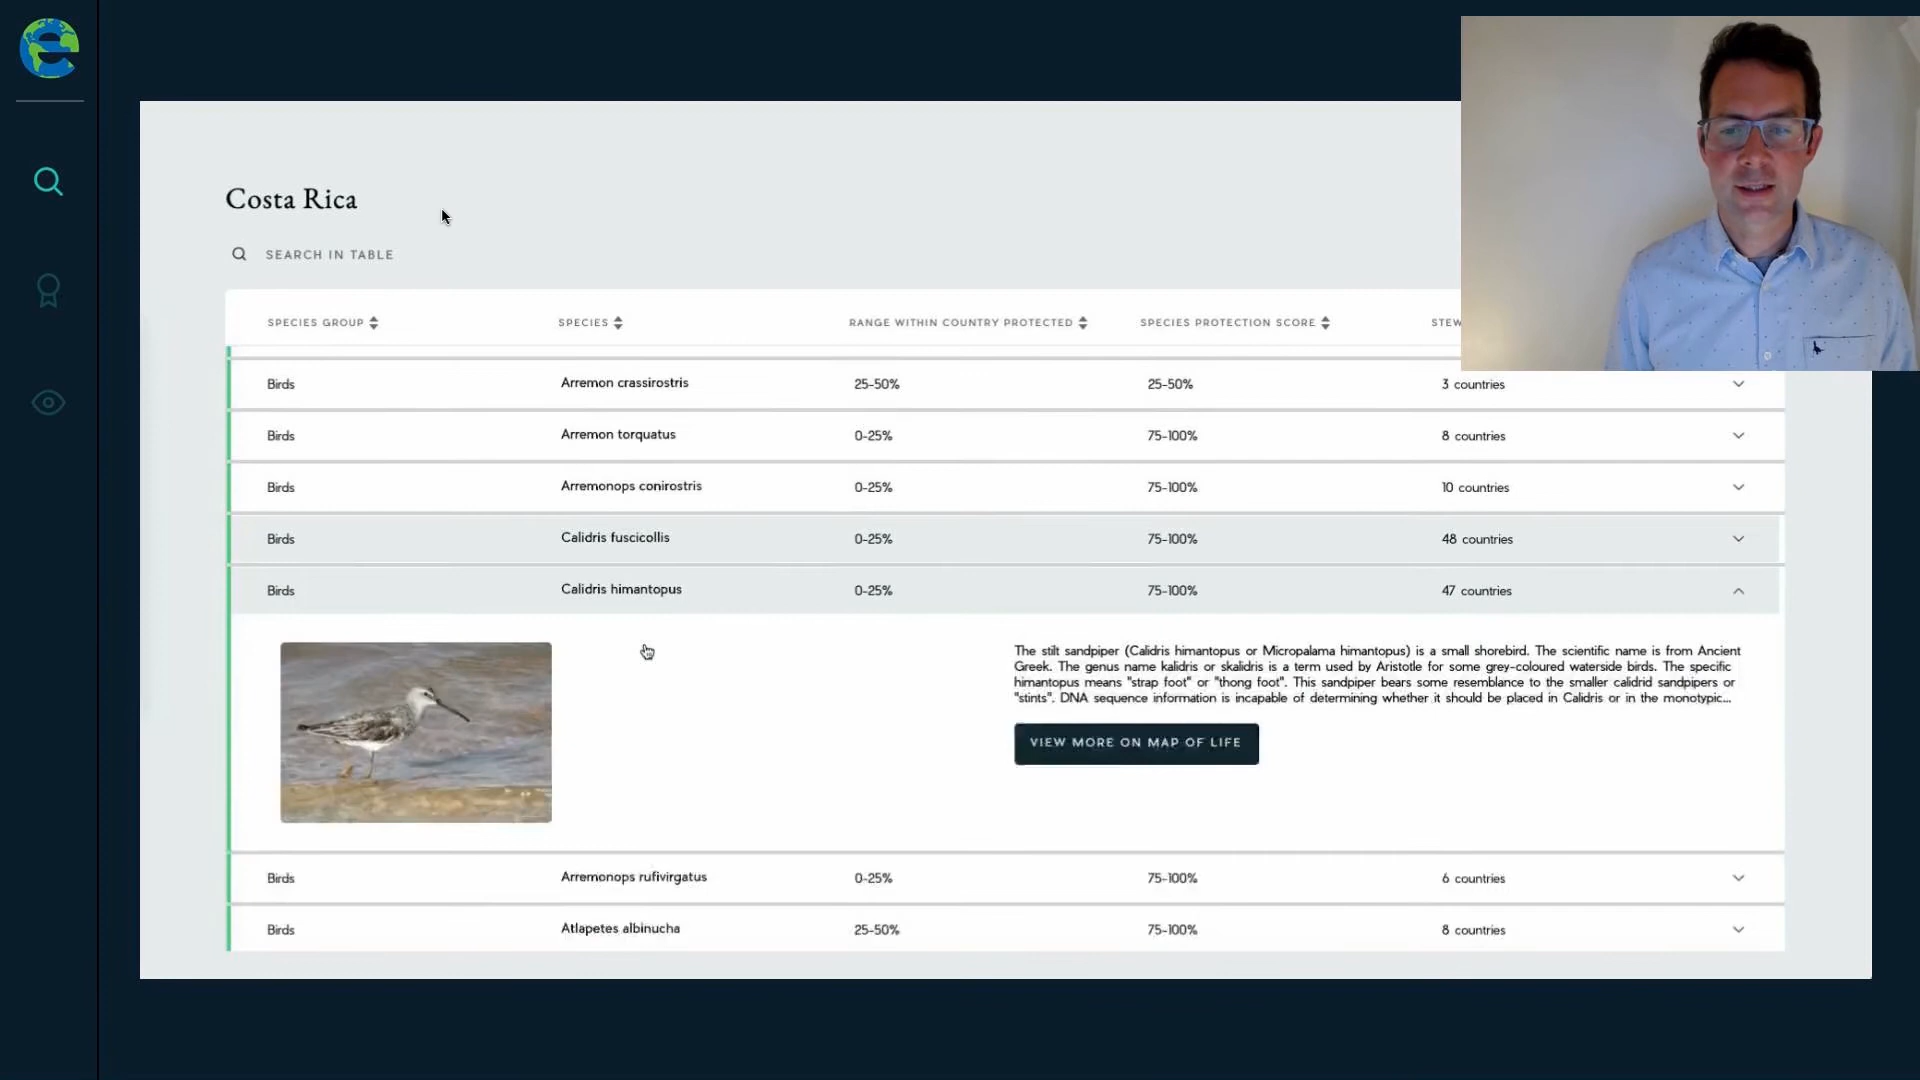 Costa Rica
SEARCH IN TABLE
SPECIES GROUP SPECIES RANGE WITHIN COUNTRY PROTECTED SPECIES PROTECTION SCORE STEW
Birds Arremon crassirostris 25-50% 25-50% 3 countries
Birds Arremon torquatus 0-25% 75-100% 8 countries
Birds Arremonops conirostris 0-25% 75-100% 10 countries
Birds Calidris fuscicollis 0-25% 75-100% 48 countries
Birds Calidris himantopus 0-25% 75-100% 47 countries
The stilt sandpiper (Calidris himantopus or Micropalama himantopus) is a small shorebird. The scientific name is from Ancient
Greek. The genus name kalidris or skalidris is a term used by Aristotle for some grey-coloured waterside birds. The specific
himantopus means "strap foot" or "thong foot". This sandpiper bears some resemblance to the smaller calidrid sandpipers or
"stints". DNA sequence information is incapable of determining whether it should be placed in Calidris or in the monotypic...
VIEW MORE ON MAP OF LIFE
Birds Arremonops rufivirgatus 0-25% 75-100% 6 countries
Birds Atlapetes albinucha 25-50% 75-100% 8 countries